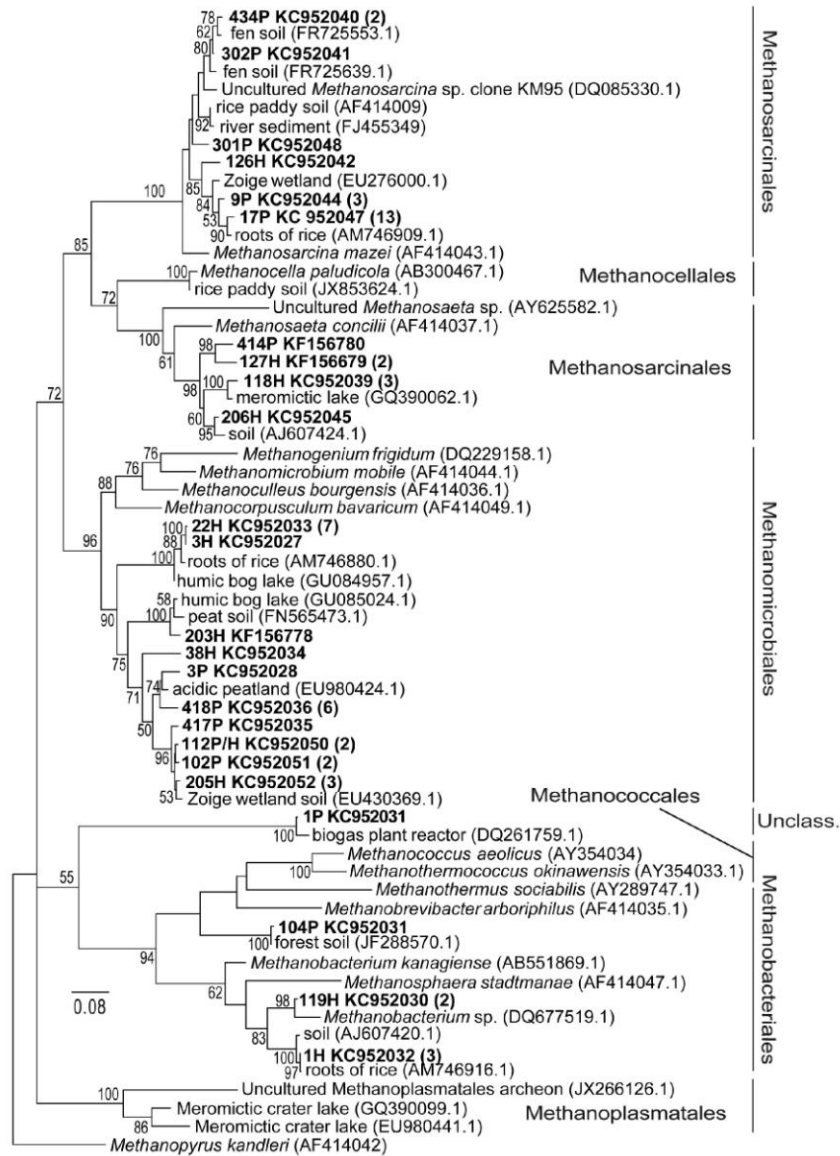 78
434P KC952040 (2)
62
fen soil (FR725553.1)
80
302P KC952041
fen soil (FR725639.1)
Uncultured Methanosarcina sp. clone KM95 (DQ085330.1)
rice paddy soil (AF414009)
92
river sediment (FJ455349)
301P KC952048
126H KC952042
85
Zoige wetland (EU276000.1)
100
84
9P KC952044 (3)
53
17P KC 952047 (13)
90
roots of rice (AM746909.1)
Methanosarcina mazei (AF414043.1)
Methanosarcinales
85
100
Methanocella paludicola (AB300467.1)
rice paddy soil (JX853624.1)
Methanocellales
72
Uncultured Methanosaeta sp. (AY625582.1)
100
Methanosaeta concilii (AF414037.1)
61
98
414P KF156780
127H KF156679 (2)
98
100
118H KC952039 (3)
meromictic lake (GQ390062.1)
60
206H KC952045
95
soil (AJ607424.1)
Methanosarcinales
72
76
Methanogenium frigidum (DQ229158.1)
76
Methanomicrobium mobile (AF414044.1)
88
Methanoculleus bourgensis (AF414036.1)
Methanocorpusculum bavaricum (AF414049.1)
96
100
22H KC952033 (7)
88
3H KC952027
100
roots of rice (AM746880.1)
humic bog lake (GU084957.1)
90
58
humic bog lake (GU085024.1)
100
peat soil (FN565473.1)
203H KF156778
75
38H KC952034
3P KC952028
71
74
acidic peatland (EU980424.1)
418P KC952036 (6)
50
417P KC952035
112P/H KC952050 (2)
96
102P KC952051 (2)
205H KC952052 (3)
53
Zoige wetland soil (EU430369.1)
Methanomicrobiales
Methanococcales
1P KC952031
100
biogas plant reactor (DQ261759.1)
Unclass.
55
Methanococcus aeolicus (AY354034)
100
Methanothermococcus okinawensis (AY354033.1)
Methanothermus sociabilis (AY289747.1)
Methanobrevibacter arboriphilus (AF414035.1)
104P KC952031
100
forest soil (JF288570.1)
94
Methanobacterium kanagiense (AB551869.1)
62
Methanosphaera stadtmanae (AF414047.1)
98
119H KC952030 (2)
Methanobacterium sp. (DQ677519.1)
83
soil (AJ607420.1)
100
1H KC952032 (3)
97
roots of rice (AM746916.1)
Methanobacteriales
0.08
100
Uncultured Methanoplasmatales archeon (JX266126.1)
Meromictic crater lake (GQ390099.1)
86
Meromictic crater lake (EU980441.1)
Methanoplasmatales
Methanopyrus kandleri (AF414042)